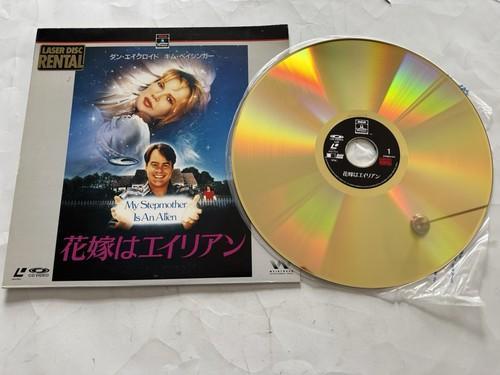 LASER DISC
RENTAL
ダン・エイクロイド キム・ベイシンガー
My Stepmother
Is An Alien
花嫁はエイリアン
CD VIDEO
1
花嫁はエイリアン